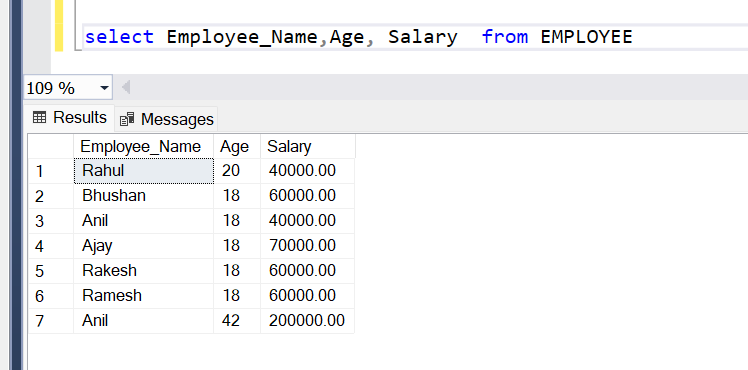 select Employee_Name,Age, Salary  from EMPLOYEE
109 %
Results Messages
Employee_Name Age Salary
1 Rahul 20 40000.00
2 Bhushan 18 60000.00
3 Anil 18 40000.00
4 Ajay 18 70000.00
5 Rakesh 18 60000.00
6 Ramesh 18 60000.00
7 Anil 42 200000.00